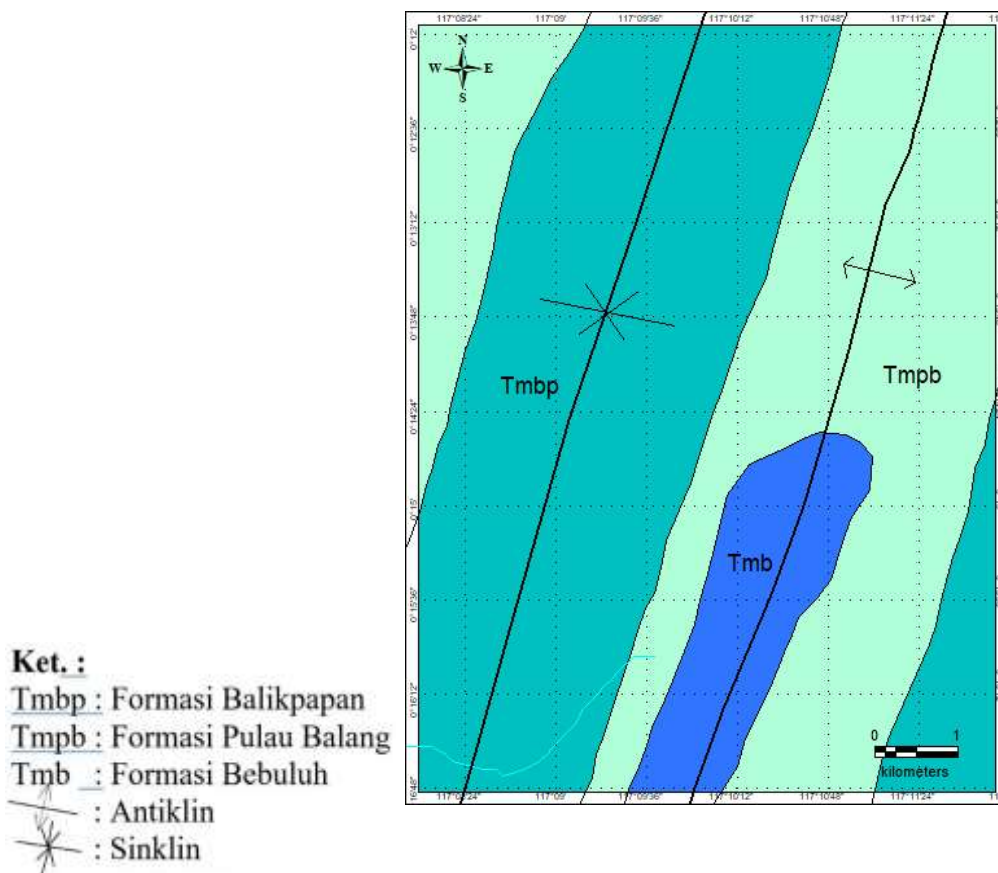 117°08'24" 117°09' 117°09'36" 117°10'12" 117°10'48" 117°11'24"
0°12'
N
W E
S
0°12'36"
0°13'12"
0°13'48"
Tmbp
Tmpb
0°14'24"
0°15'
Tmb
0°15'36"
0°16'12"
0 1
kilometers
117°09' 117°09'36" 117°10'12" 117°10'48" 117°11'24"
Ket. :
Tmbp : Formasi Balikpapan
Tmpb : Formasi Pulau Balang
Tmb : Formasi Bebuluh
: Antiklin
: Sinklin